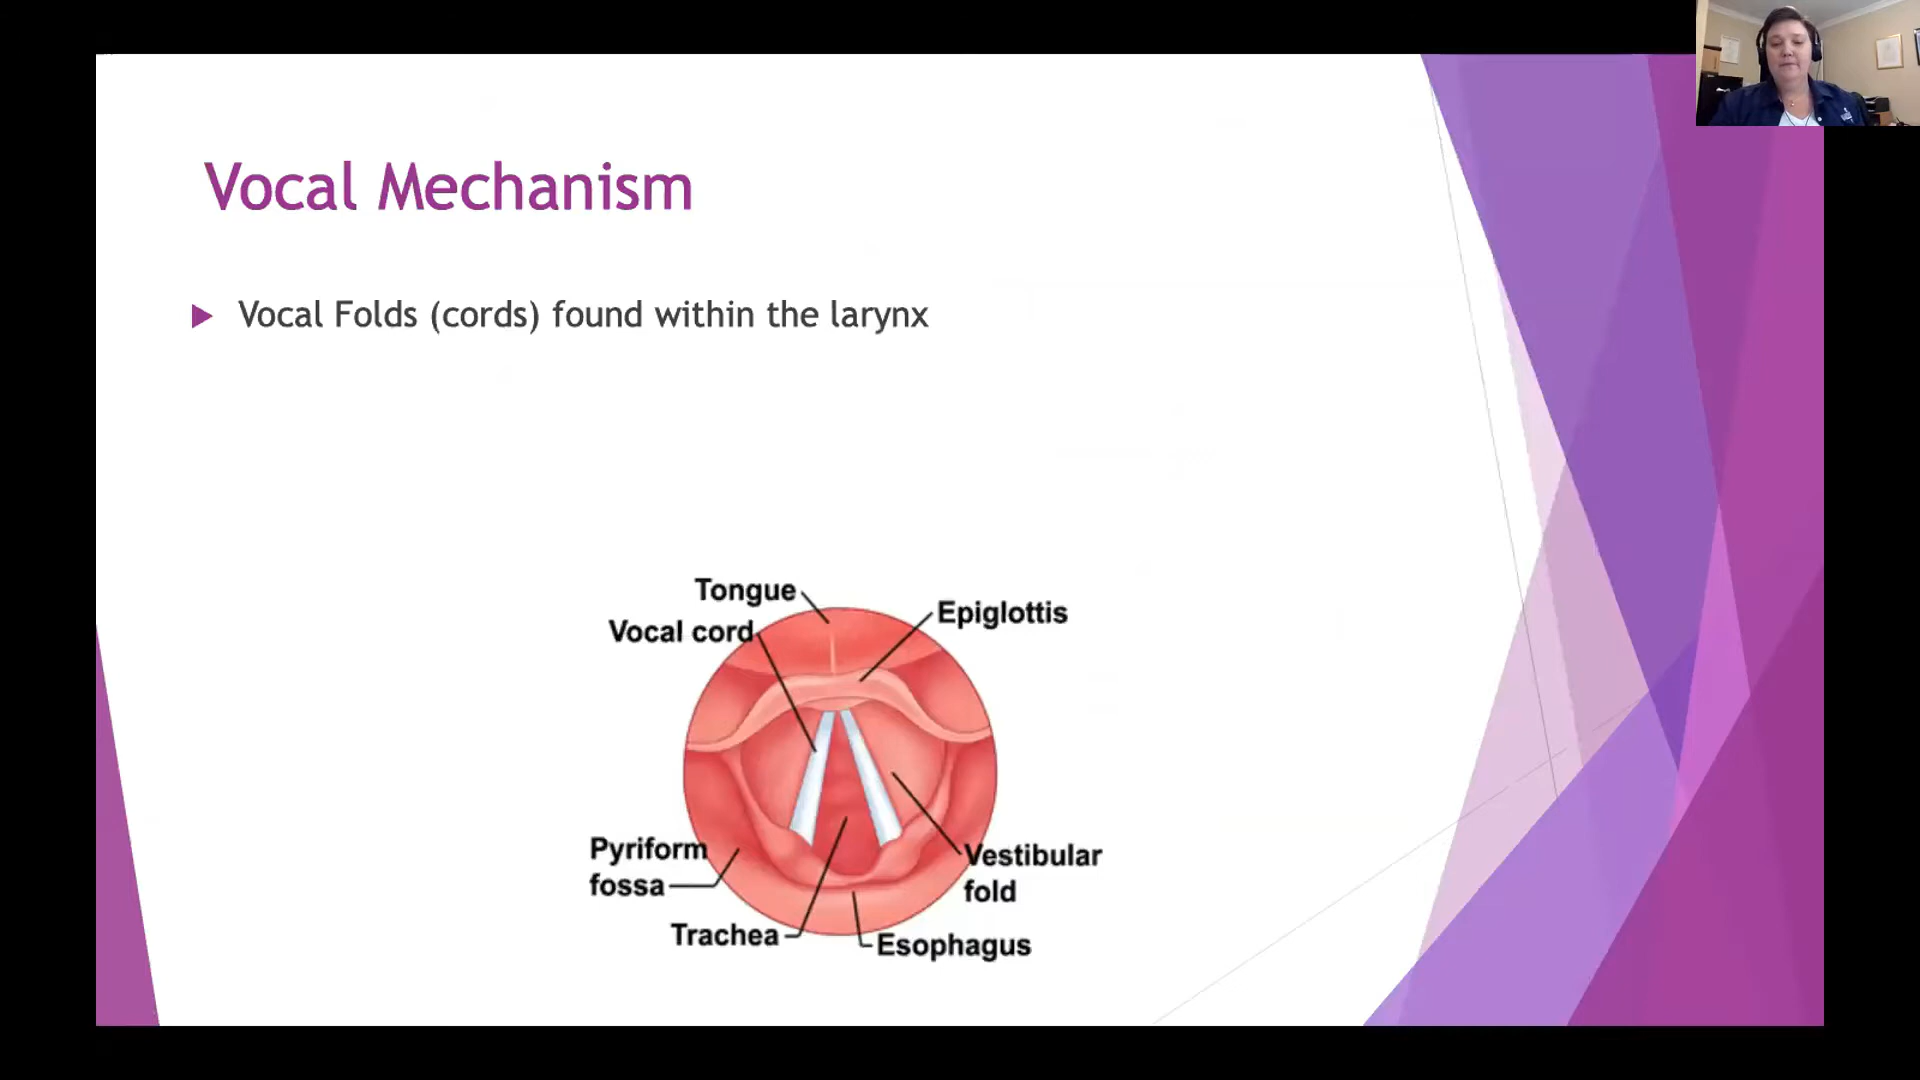 Vocal Mechanism
Vocal Folds (cords) found within the larynx
Tongue
Epiglottis
Vocal cord
Pyriform
fossa
Vestibular
fold
Trachea
Esophagus